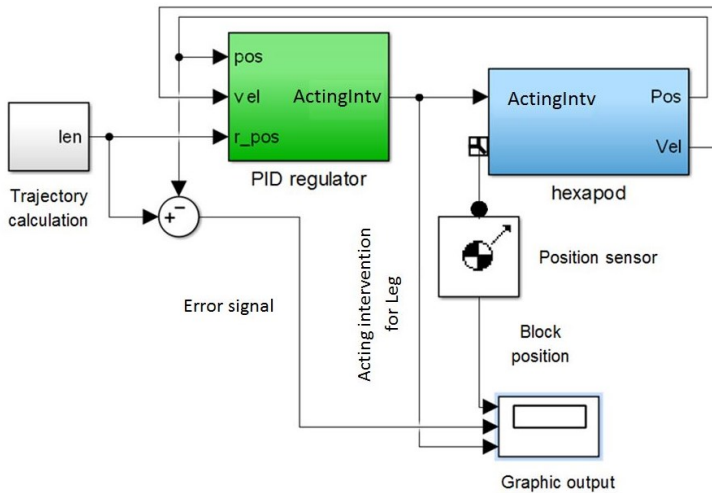 pos
vel
r_pos
ActingIntv
PID regulator
ActingIntv
Pos
Vel
hexapod
len
Trajectory
calculation
+
−
Position sensor
Error signal
Acting intervention
for Leg
Block
position
Graphic output